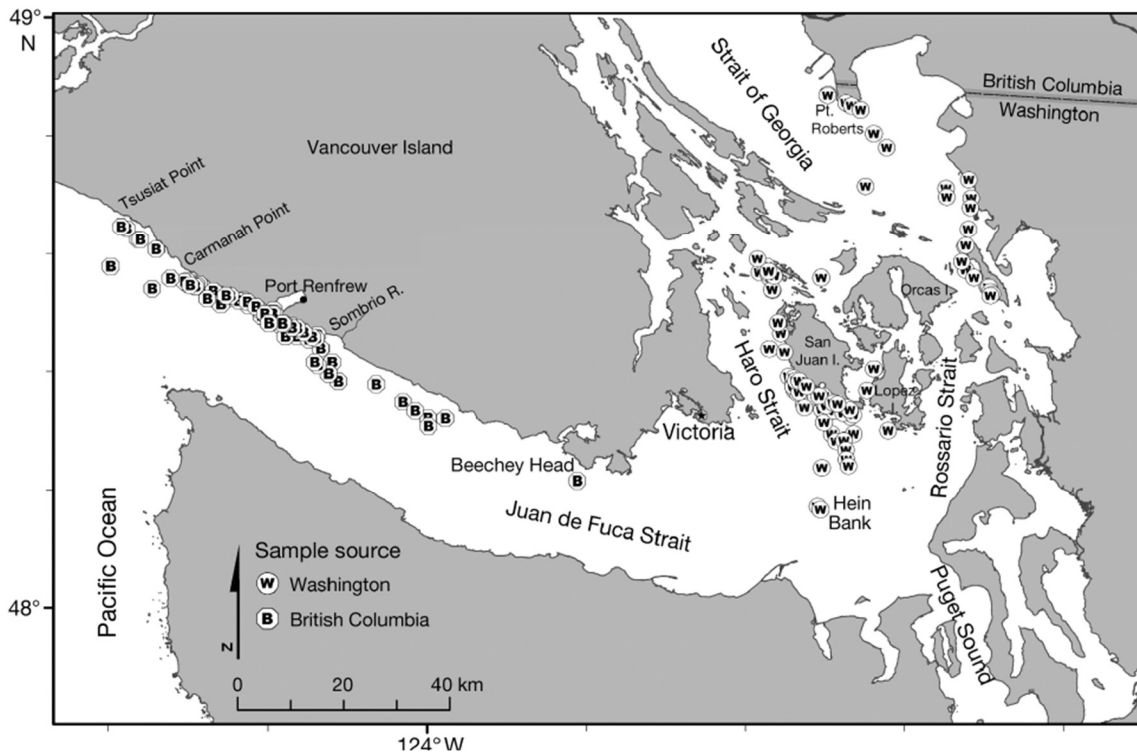 49°
N
Strait of Georgia
British Columbia
Washington
Pt.
Roberts
Vancouver Island
Tsusiat Point
Carmanah Point
Port Renfrew
Sombrio R.
Orcas I.
San
Juan I.
Lopez
I.
Haro Strait
Rossario Strait
Victoria
Beechey Head
Hein
Bank
Juan de Fuca Strait
Pacific Ocean
Puget Sound
Sample source
W Washington
B British Columbia
N
0 20 40 km
48°
124°W